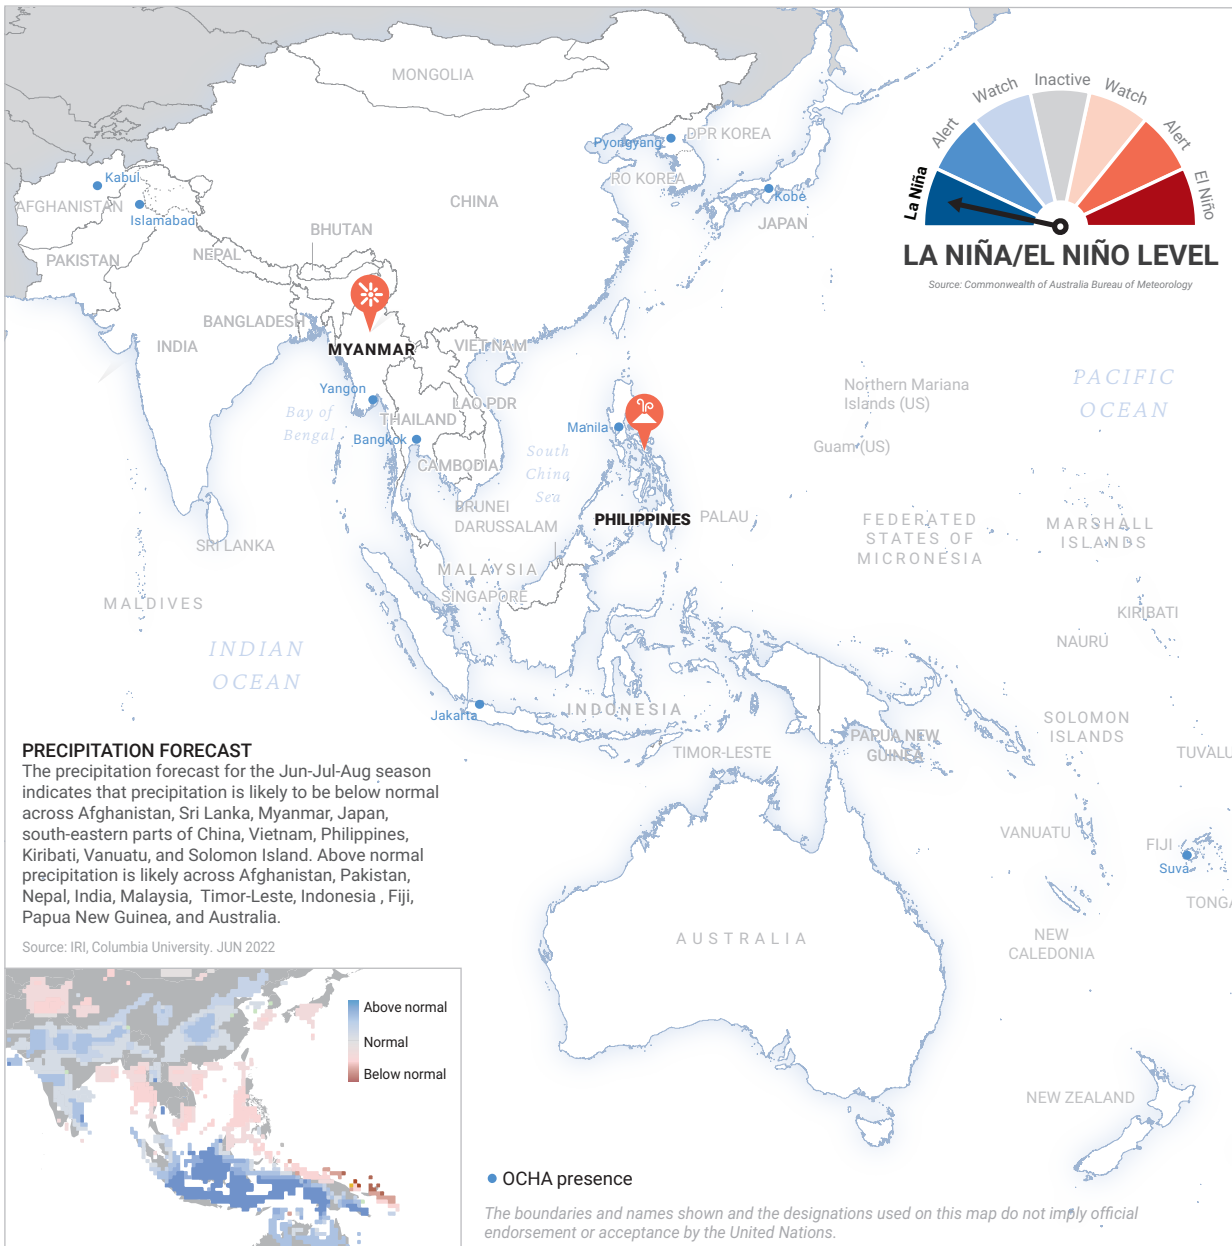 MONGOLIA
DPR KOREA
Pyongyang
RO KOREA
Kobe
JAPAN
Kabul
AFGHANISTAN
Islamabad
CHINA
BHUTAN
NEPAL
PAKISTAN
BANGLADESH
INDIA
MYANMAR
VIET NAM
Yangon
LAO PDR
Bay of
Bengal
THAILAND
Bangkok
Manila
South
China
Sea
CAMBODIA
BRUNEI
DARUSSALAM
PHILIPPINES
PALAU
SRI LANKA
MALAYSIA
SINGAPORE
MALDIVES
INDIAN
OCEAN
Jakarta
INDONESIA
TIMOR-LESTE
PAPUA NEW
GUINEA
Northern Mariana
Islands (US)
Guam (US)
PACIFIC
OCEAN
FEDERATED
STATES OF
MICRONESIA
MARSHALL
ISLANDS
KIRIBATI
NAURÚ
SOLOMON
ISLANDS
TUVALU
VANUATU
FIJI
Suva
TONGA
NEW
CALEDONIA
AUSTRALIA
NEW ZEALAND
La Niña
Alert
Watch
Inactive
Watch
Alert
El Niño
LA NIÑA/EL NIÑO LEVEL
Source: Commonwealth of Australia Bureau of Meteorology
PRECIPITATION FORECAST
The precipitation forecast for the Jun-Jul-Aug season
indicates that precipitation is likely to be below normal
across Afghanistan, Sri Lanka, Myanmar, Japan,
south-eastern parts of China, Vietnam, Philippines,
Kiribati, Vanuatu, and Solomon Island. Above normal
precipitation is likely across Afghanistan, Pakistan,
Nepal, India, Malaysia,  Timor-Leste, Indonesia , Fiji,
Papua New Guinea, and Australia.
Source: IRI, Columbia University. JUN 2022
Above normal
Normal
Below normal
OCHA presence
The boundaries and names shown and the designations used on this map do not imply official
endorsement or acceptance by the United Nations.